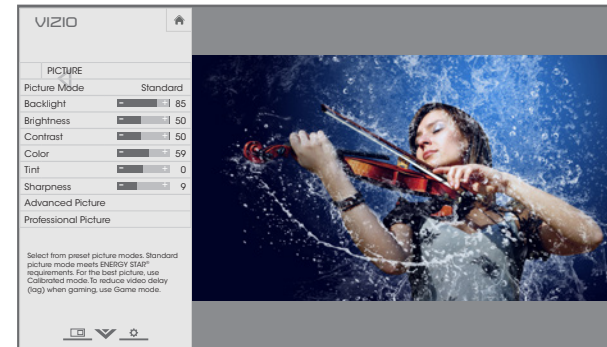 VIZIO
PICTURE
Picture Mode Standard
Backlight 85
Brightness 50
Contrast 50
Color 59
Tint 0
Sharpness 9
Advanced Picture
Professional Picture
Select from preset picture modes. Standard
picture mode meets ENERGY STAR®
requirements. For the best picture, use
Calibrated mode. To reduce video delay
(lag) when gaming, use Game mode.